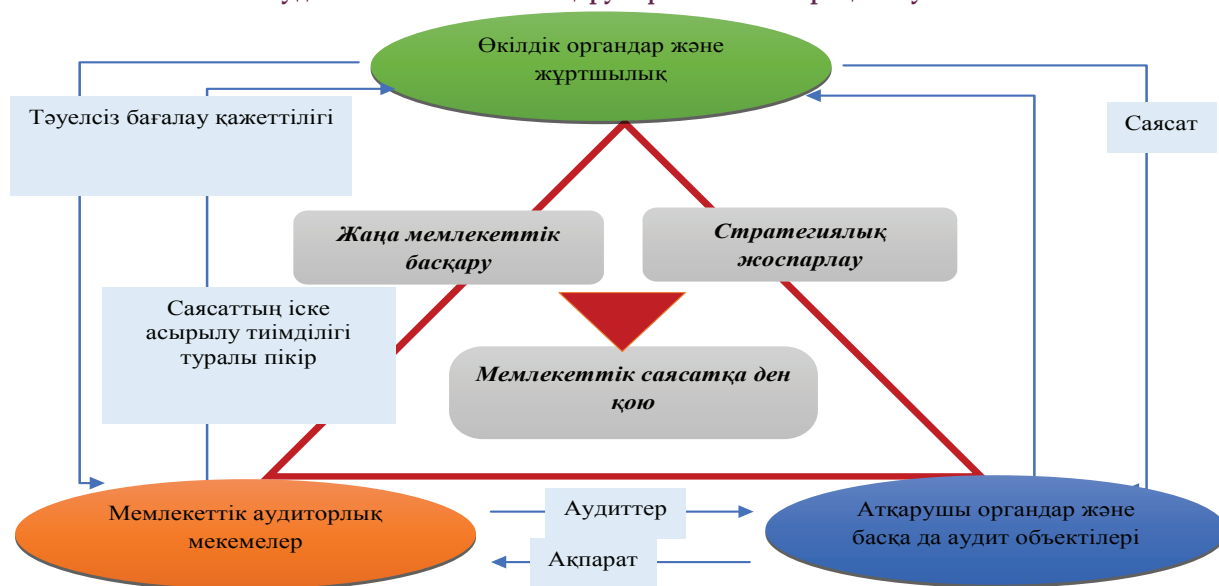 Өкілдік органдар және
жұртшылық
Тәуелсіз бағалау қажеттілігі
Саясат
Жаңа мемлекеттік
басқару
Стратегиялық
жоспарлау
Саясаттың іске
асырылу тиімділігі
туралы пікір
Мемлекеттік саясатқа ден
қою
Мемлекеттік аудиторлық
мекемелер
Аудиттер
Ақпарат
Атқарушы органдар және
басқа да аудит объектілері